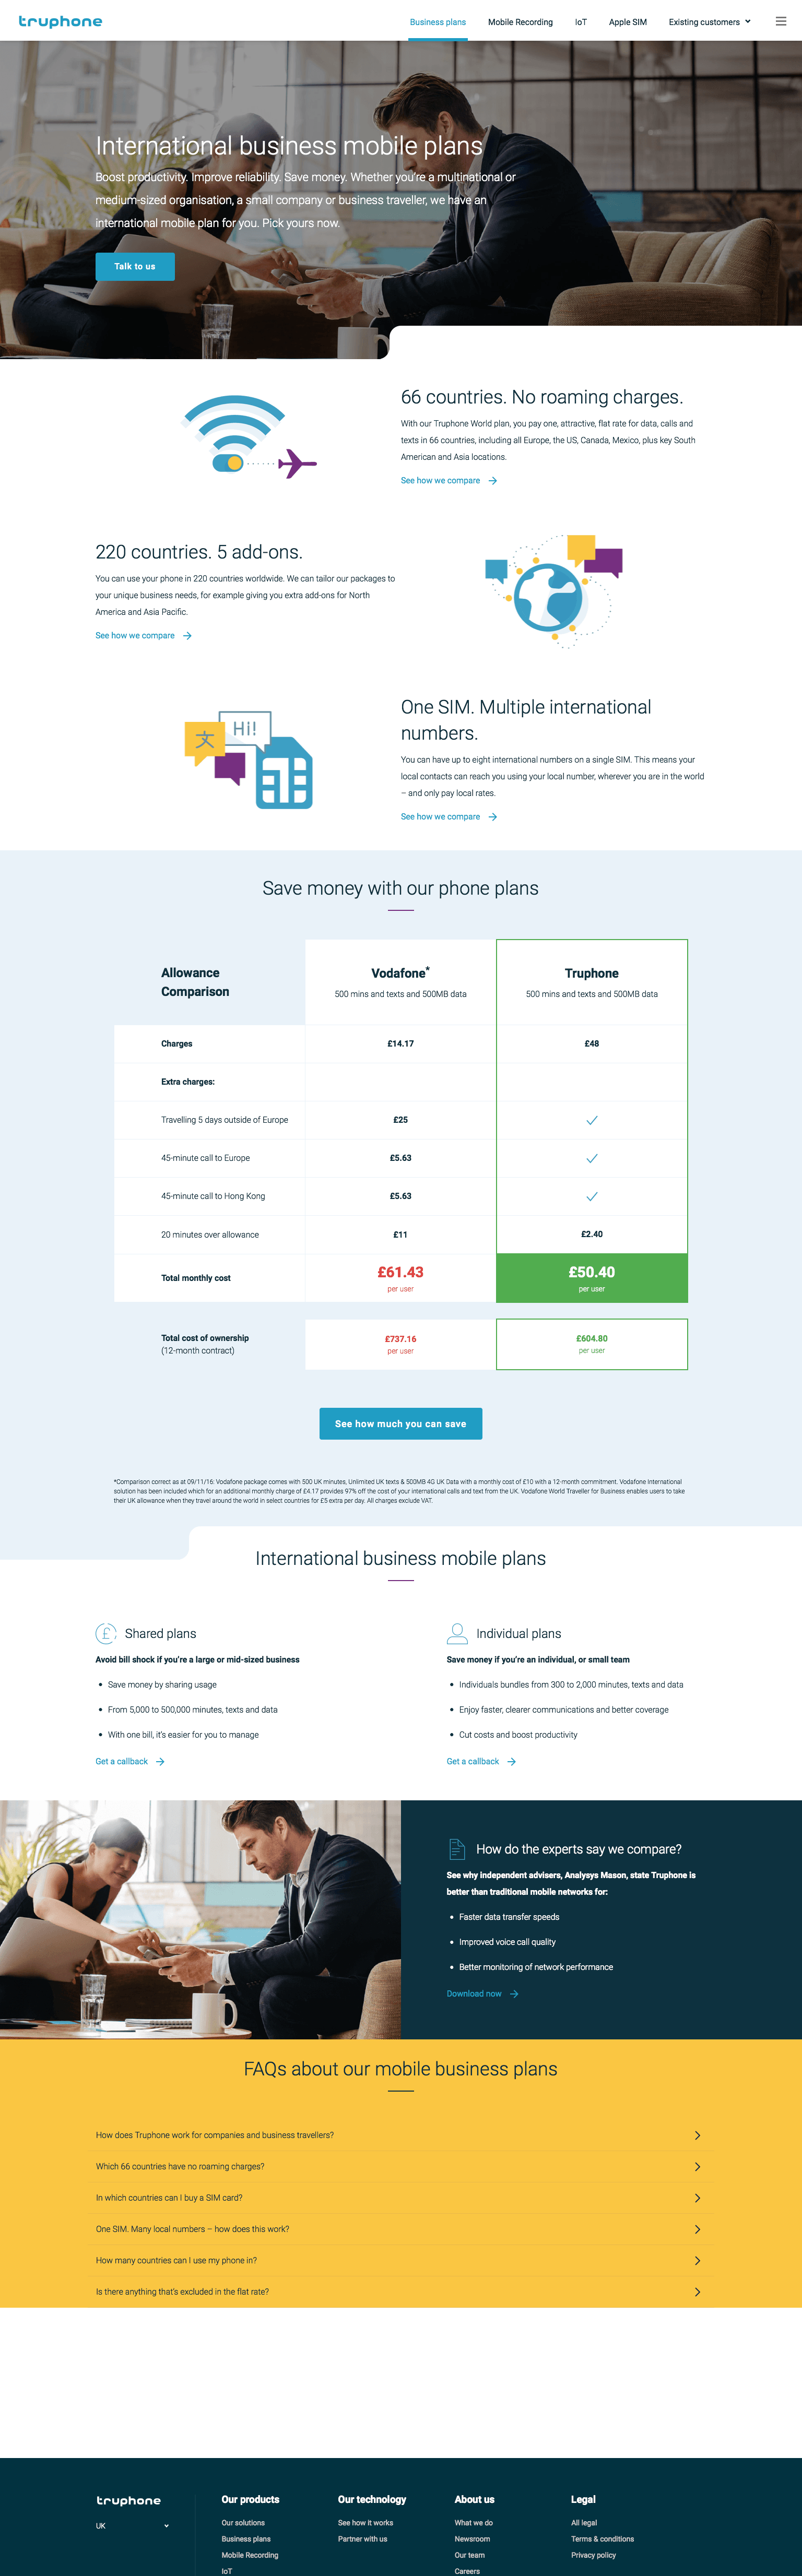 truphone
Business plans
Mobile Recording
IoT
Apple SIM
Existing customers
International business mobile plans
Boost productivity. Improve reliability. Save money. Whether you're a multinational or
medium-sized organisation, a small company or business traveller, we have an
international mobile plan for you. Pick yours now.
Talk to us
66 countries. No roaming charges.
With our Truphone World plan, you pay one, attractive, flat rate for data, calls and
texts in 66 countries, including all Europe, the US, Canada, Mexico, plus key South
American and Asia locations.
See how we compare
220 countries. 5 add-ons.
You can use your phone in 220 countries worldwide. We can tailor our packages to
your unique business needs, for example giving you extra add-ons for North
America and Asia Pacific.
See how we compare
文
Hi!
One SIM. Multiple international
numbers.
You can have up to eight international numbers on a single SIM. This means your
local contacts can reach you using your local number, wherever you are in the world
– and only pay local rates.
See how we compare
Save money with our phone plans
Allowance
Comparison
Vodafone*
500 mins and texts and 500MB data
Truphone
500 mins and texts and 500MB data
Charges
£14.17
£48
Extra charges:
Travelling 5 days outside of Europe
£25
45-minute call to Europe
£5.63
45-minute call to Hong Kong
£5.63
20 minutes over allowance
£11
£2.40
Total monthly cost
£61.43
per user
£50.40
per user
Total cost of ownership
(12-month contract)
£737.16
per user
£604.80
per user
See how much you can save
*Comparison correct as at 09/11/16: Vodafone package comes with 500 UK minutes, Unlimited UK texts & 500MB 4G UK Data with a monthly cost of £10 with a 12-month commitment. Vodafone International
solution has been included which for an additional monthly charge of £4.17 provides 97% off the cost of your international calls and text from the UK. Vodafone World Traveller for Business enables users to take
their UK allowance when they travel around the world in select countries for £5 extra per day. All charges exclude VAT.
International business mobile plans
£
Shared plans
Avoid bill shock if you're a large or mid-sized business
Save money by sharing usage
From 5,000 to 500,000 minutes, texts and data
With one bill, it's easier for you to manage
Get a callback
Individual plans
Save money if you're an individual, or small team
Individuals bundles from 300 to 2,000 minutes, texts and data
Enjoy faster, clearer communications and better coverage
Cut costs and boost productivity
Get a callback
How do the experts say we compare?
See why independent advisers, Analysys Mason, state Truphone is
better than traditional mobile networks for:
Faster data transfer speeds
Improved voice call quality
Better monitoring of network performance
Download now
FAQs about our mobile business plans
How does Truphone work for companies and business travellers?
Which 66 countries have no roaming charges?
In which countries can I buy a SIM card?
One SIM. Many local numbers – how does this work?
How many countries can I use my phone in?
Is there anything that's excluded in the flat rate?
truphone
UK
Our products
Our solutions
Business plans
Mobile Recording
IoT
Our technology
See how it works
Partner with us
About us
What we do
Newsroom
Our team
Careers
Legal
All legal
Terms & conditions
Privacy policy